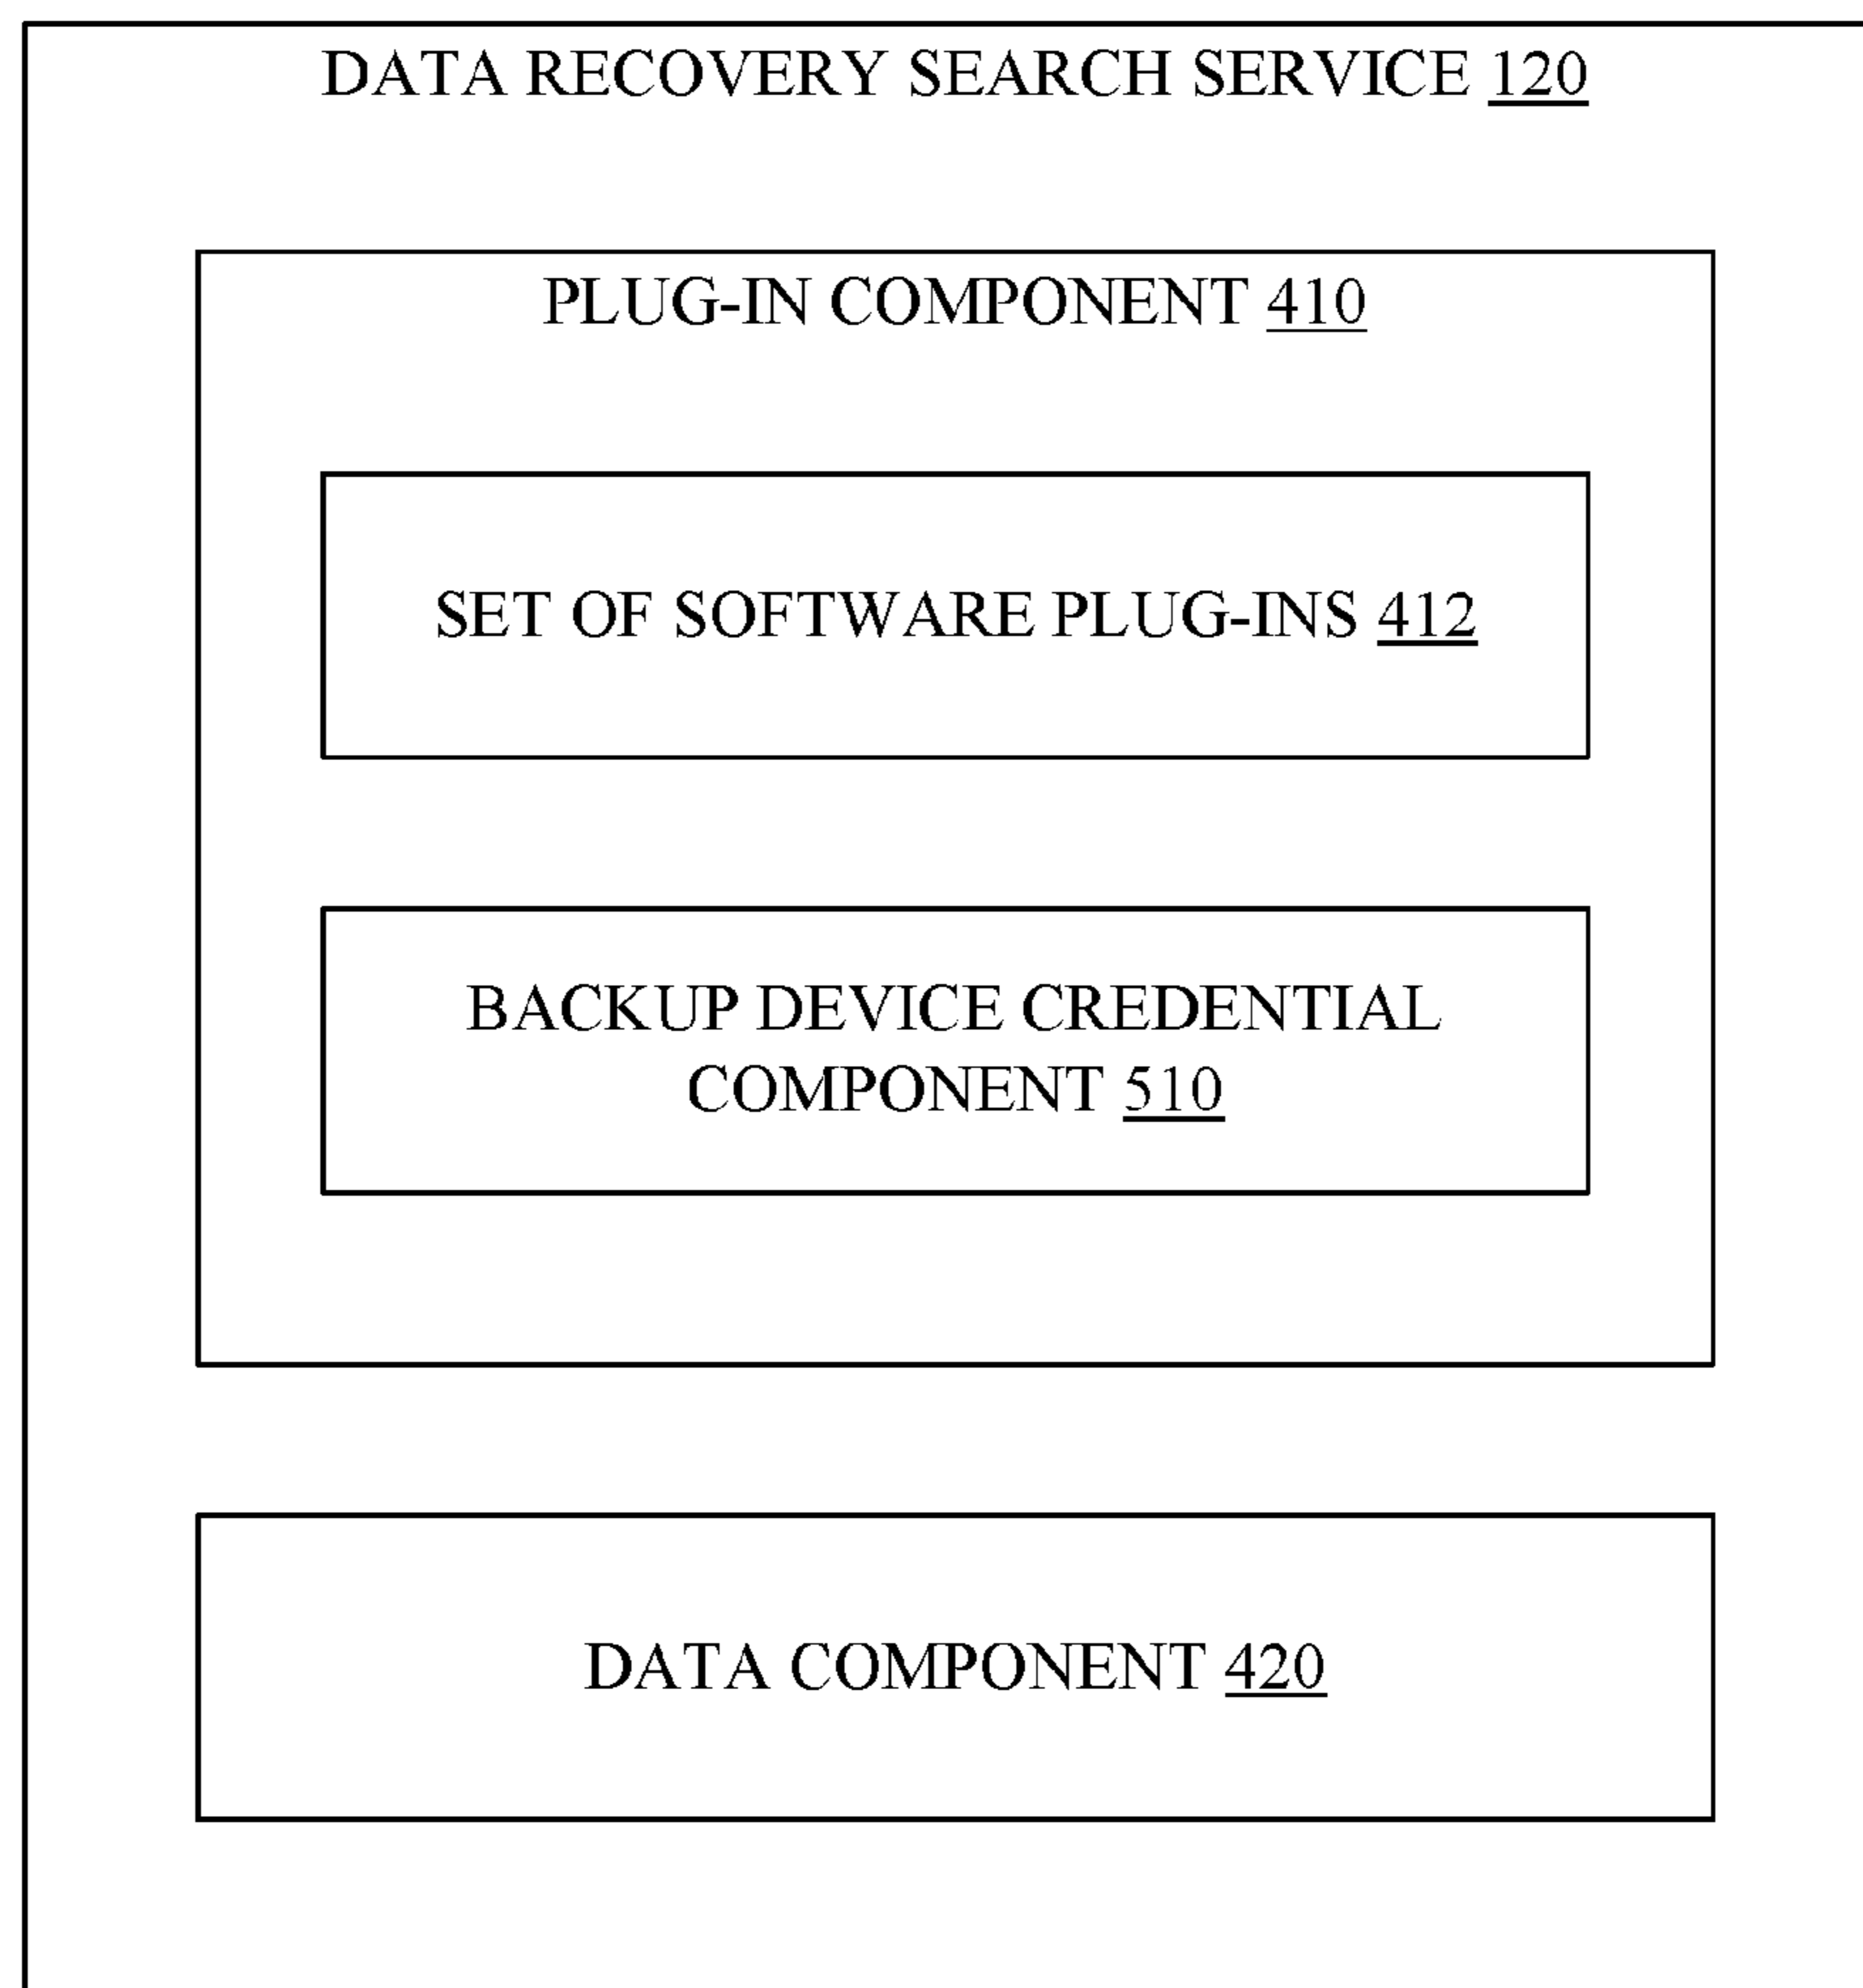 DATA RECOVERY SEARCH SERVICE 120
PLUG-IN COMPONENT 410
SET OF SOFTWARE PLUG-INS 412
BACKUP DEVICE CREDENTIAL
COMPONENT 510
DATA COMPONENT 420